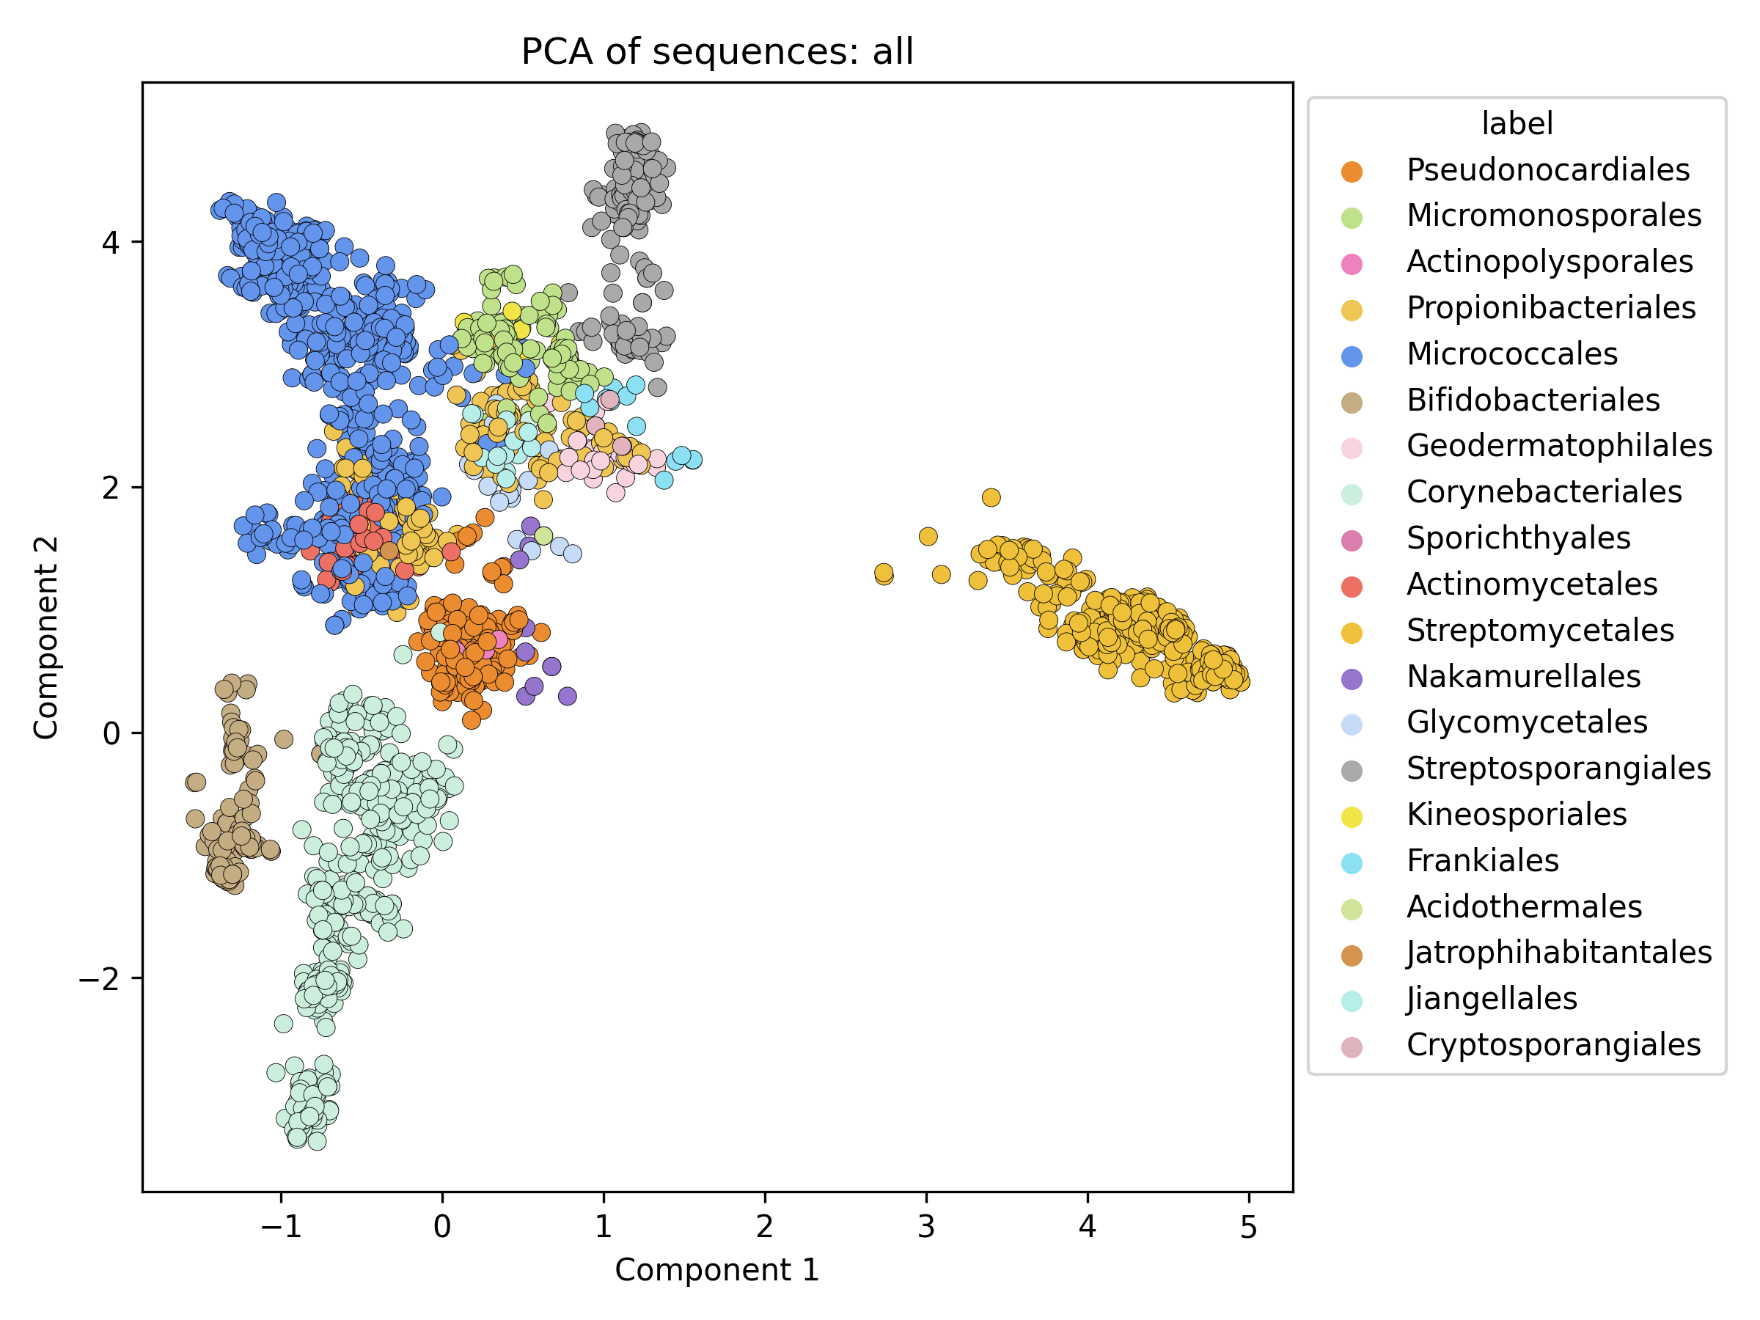 PCA of sequences: all
label
Pseudonocardiales
Micromonosporales
Actinopolysporales
Propionibacteriales
Micrococcales
Bifidobacteriales
Geodermatophilales
Corynebacteriales
Sporichthyales
Actinomycetales
Streptomycetales
Nakamurellales
Glycomycetales
Streptosporangiales
Kineosporiales
Frankiales
Acidothermales
Jatrophihabitantales
Jiangellales
Cryptosporangiales
Component 2
4
2
0
−2
−1 0 1 2 3 4 5
Component 1